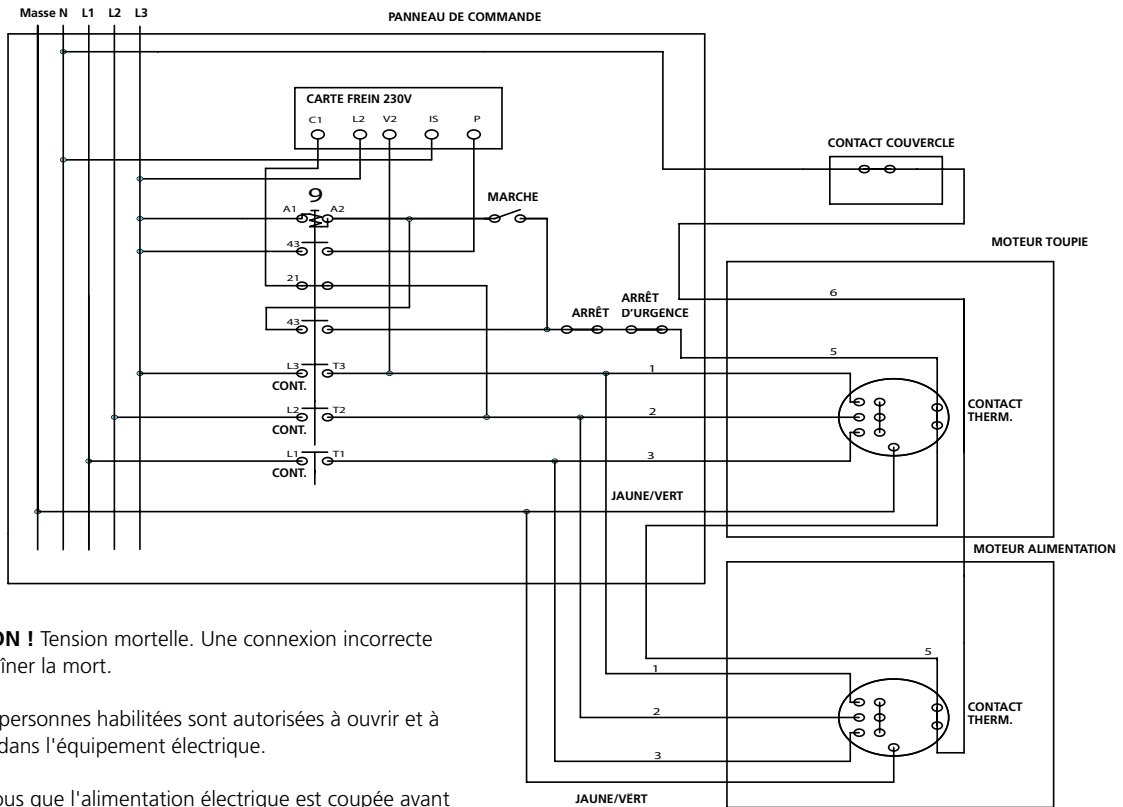 Masse N L1 L2 L3
PANNEAU DE COMMANDE
CARTE FREIN 230V
C1 L2 V2 IS P
CONTACT COUVERCLE
9
A1 A2
MARCHE
43
MOTEUR TOUPIE
21
6
ARRÊT
ARRÊT
D'URGENCE
43
5
L3 T3
1
CONT.
L2 T2
2
CONTACT
THERM.
CONT.
L1 T1
3
CONT.
JAUNE/VERT
MOTEUR ALIMENTATION
ON ! Tension mortelle. Une connexion incorrecte
îner la mort.
5
1
personnes habilitées sont autorisées à ouvrir et à
dans l'équipement électrique.
2
CONTACT
THERM.
3
ous que l'alimentation électrique est coupée avant
JAUNE/VERT